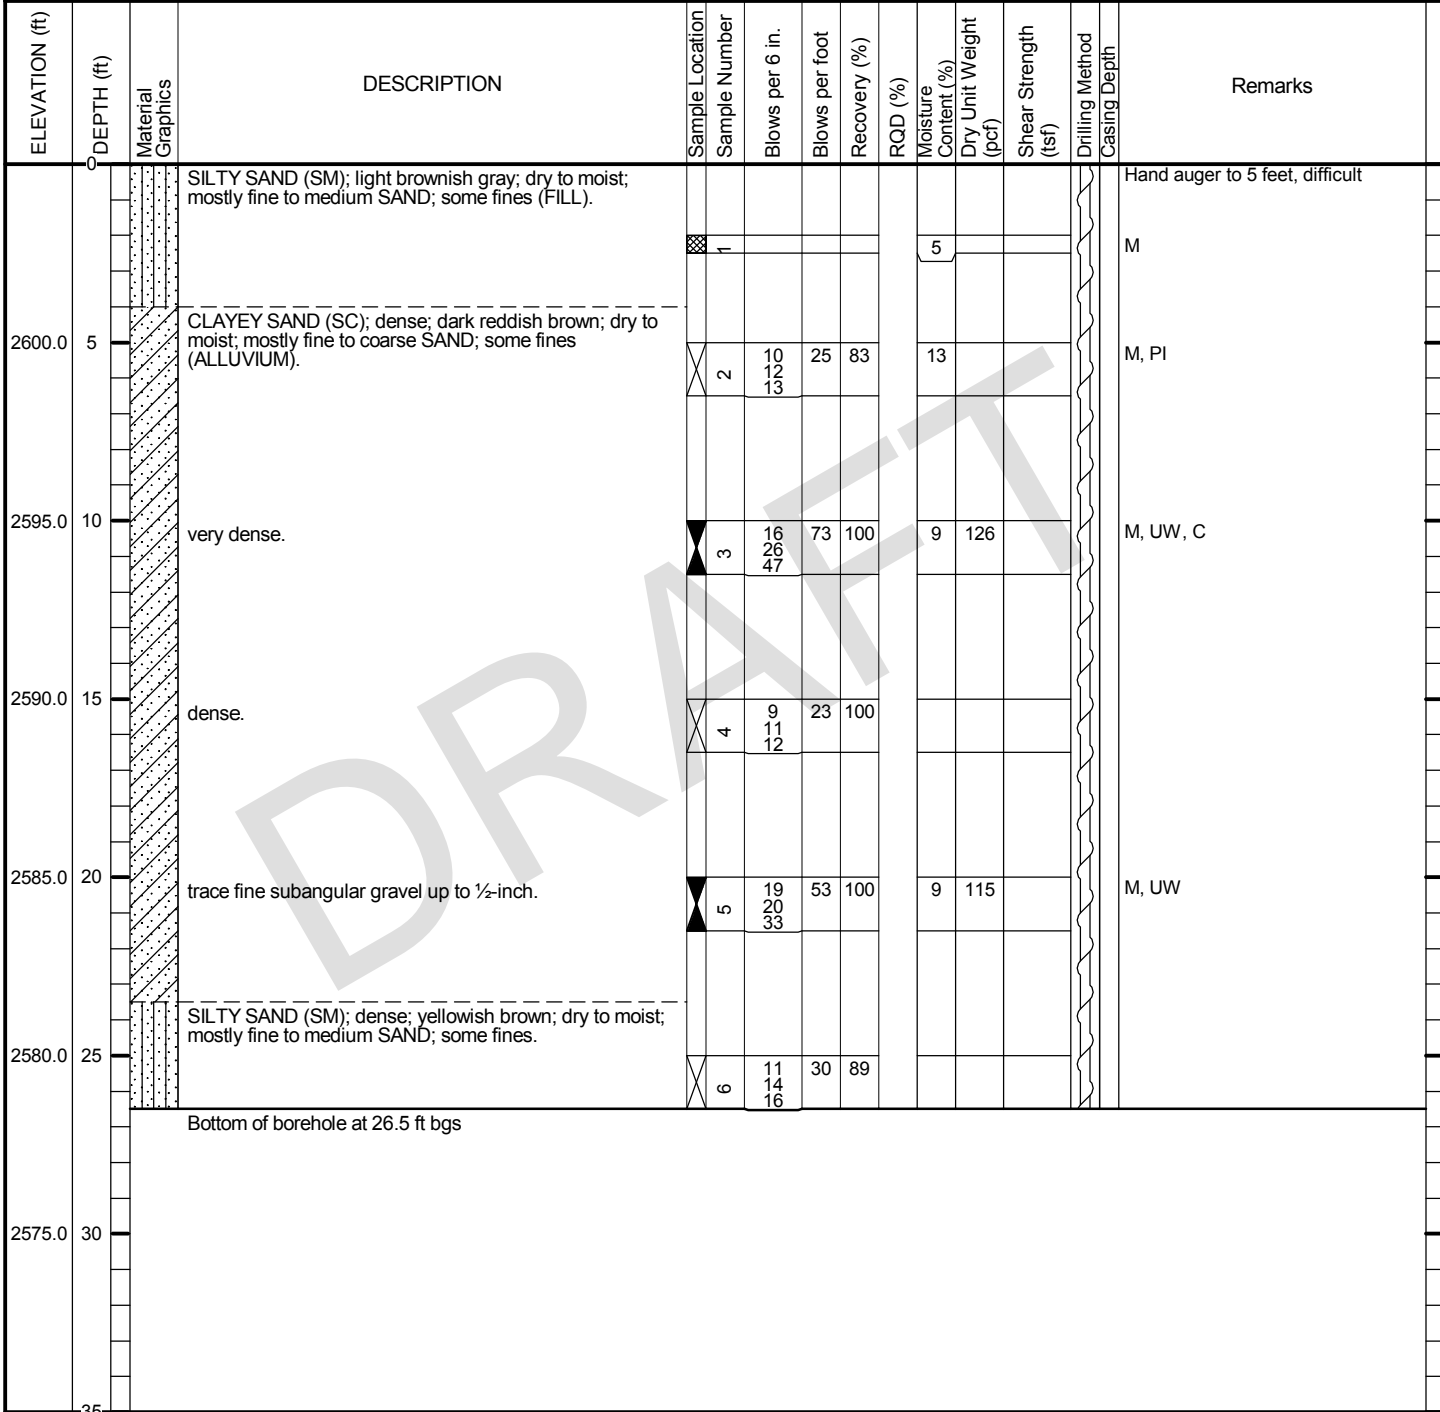 ELEVATION (ft)
DEPTH (ft)
Material
Graphics
DESCRIPTION
Sample Location
Sample Number
Blows per 6 in.
Blows per foot
Recovery (%)
RQD (%)
Moisture
Content (%)
Dry Unit Weight
(pcf)
Shear Strength
(tsf)
Drilling Method
Casing Depth
Remarks
0
SILTY SAND (SM); light brownish gray; dry to moist;
mostly fine to medium SAND; some fines (FILL).
Hand auger to 5 feet, difficult
1 5 M
CLAYEY SAND (SC); dense; dark reddish brown; dry to
moist; mostly fine to coarse SAND; some fines
(ALLUVIUM).
2600.0 5
2 10 25 83 13 M, PI
12
13
2595.0 10
very dense.
3 16 73 100 9 126 M, UW, C
26
47
2590.0 15
dense.
4 9 23 100
11
12
2585.0 20
trace fine subangular gravel up to ½-inch.
5 19 53 100 9 115 M, UW
20
33
SILTY SAND (SM); dense; yellowish brown; dry to moist;
mostly fine to medium SAND; some fines.
2580.0 25
6 11 30 89
14
16
Bottom of borehole at 26.5 ft bgs
2575.0 30
35
DRAFT